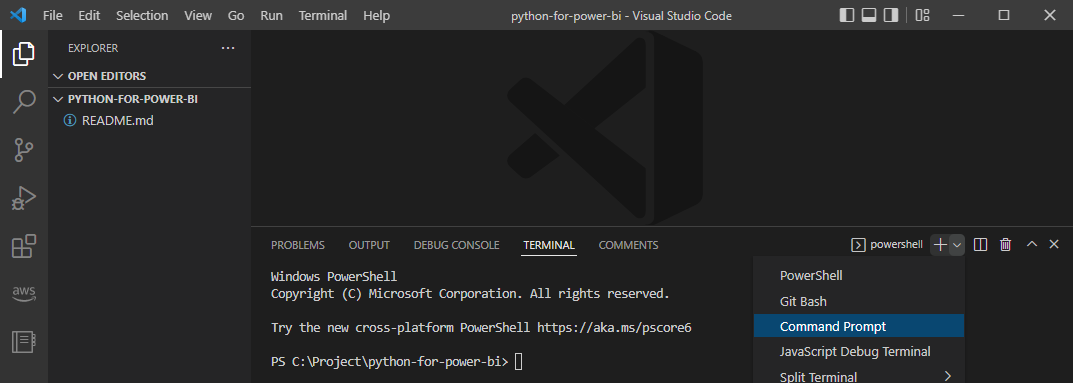 File Edit Selection View Go Run Terminal Help python-for-power-bi - Visual Studio Code
EXPLORER
OPEN EDITORS
PYTHON-FOR-POWER-BI
README.md
aws
PROBLEMS OUTPUT DEBUG CONSOLE TERMINAL COMMENTS powershell
Windows PowerShell
Copyright (C) Microsoft Corporation. All rights reserved.
Try the new cross-platform PowerShell https://aka.ms/pscore6
PS C:\Project\python-for-power-bi>
PowerShell
Git Bash
Command Prompt
JavaScript Debug Terminal
Split Terminal